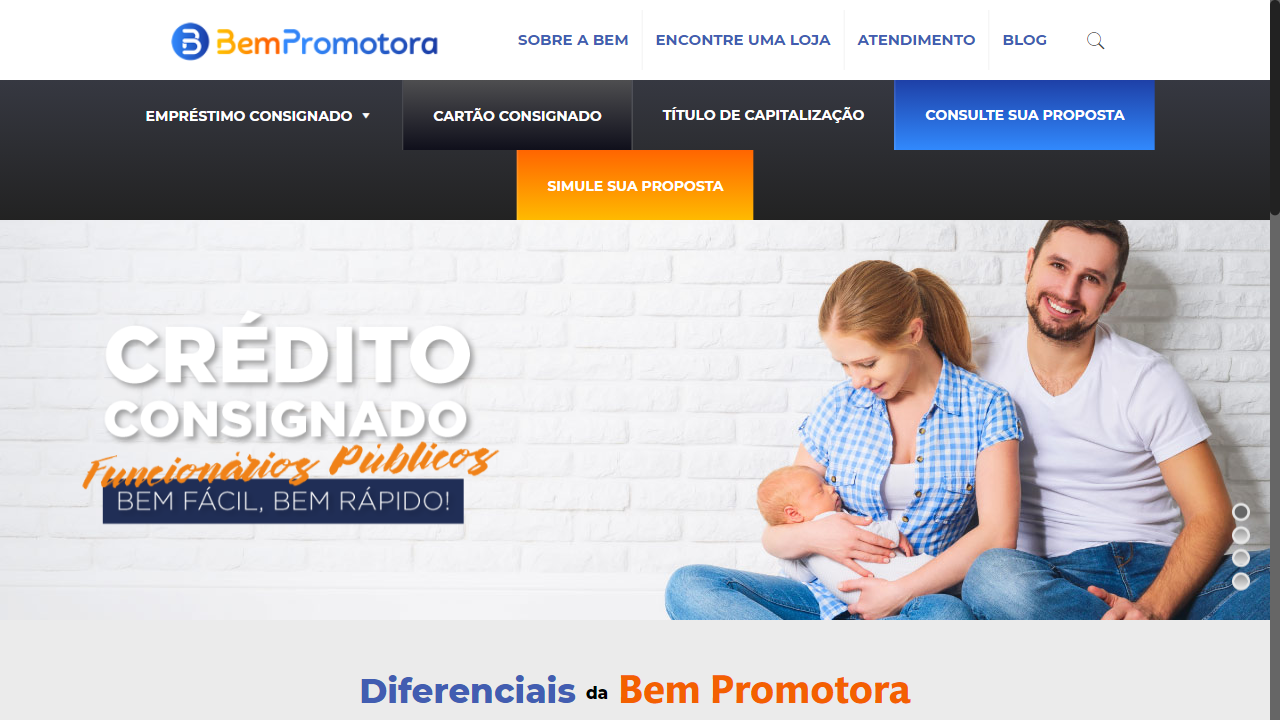 BemPromotora
SOBRE A BEM
ENCONTRE UMA LOJA
ATENDIMENTO
BLOG
EMPRÉSTIMO CONSIGNADO
CARTÃO CONSIGNADO
TÍTULO DE CAPITALIZAÇÃO
CONSULTE SUA PROPOSTA
SIMULE SUA PROPOSTA
CRÉDITO
CONSIGNADO
Funcionários Públicos
BEM FÁCIL, BEM RÁPIDO!
Diferenciais da Bem Promotora